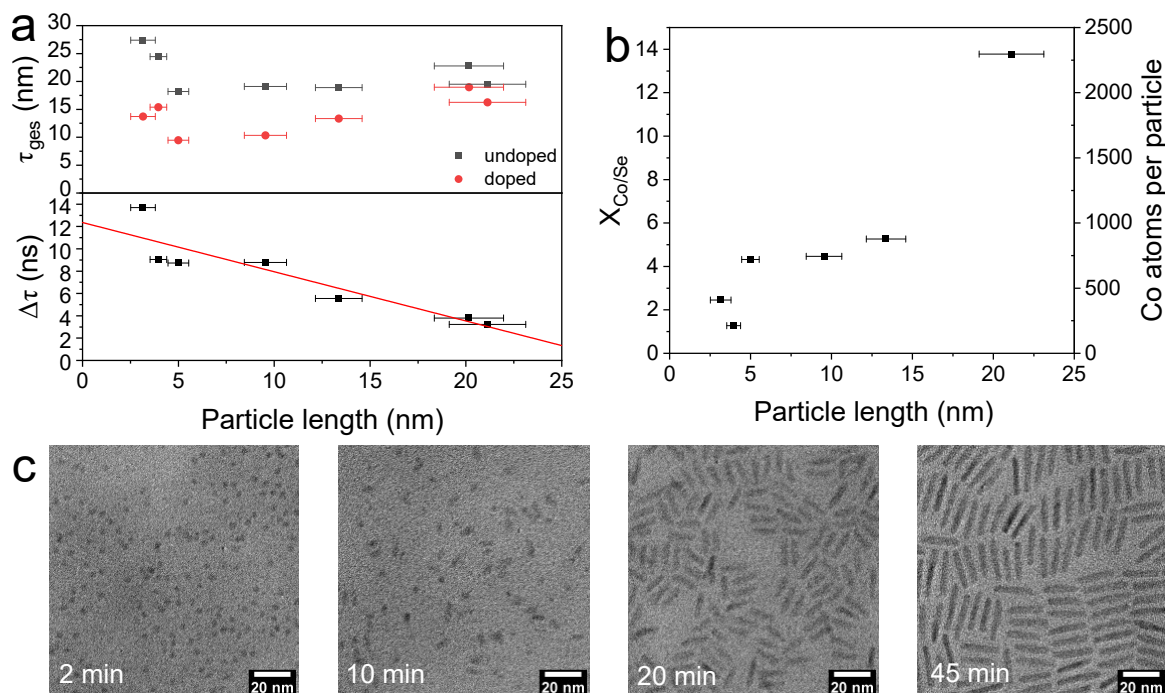 a
30
25
20
15
10
5
0
τges (nm)
undoped
doped
14
12
10
8
6
4
2
0
Δτ (ns)
0 5 10 15 20 25
Particle length (nm)
b
14
12
10
8
6
4
2
0
XCo/Se
2500
2000
1500
1000
500
0
Co atoms per particle
0 5 10 15 20 25
Particle length (nm)
c
2 min
20 nm
10 min
20 nm
20 min
20 nm
45 min
20 nm